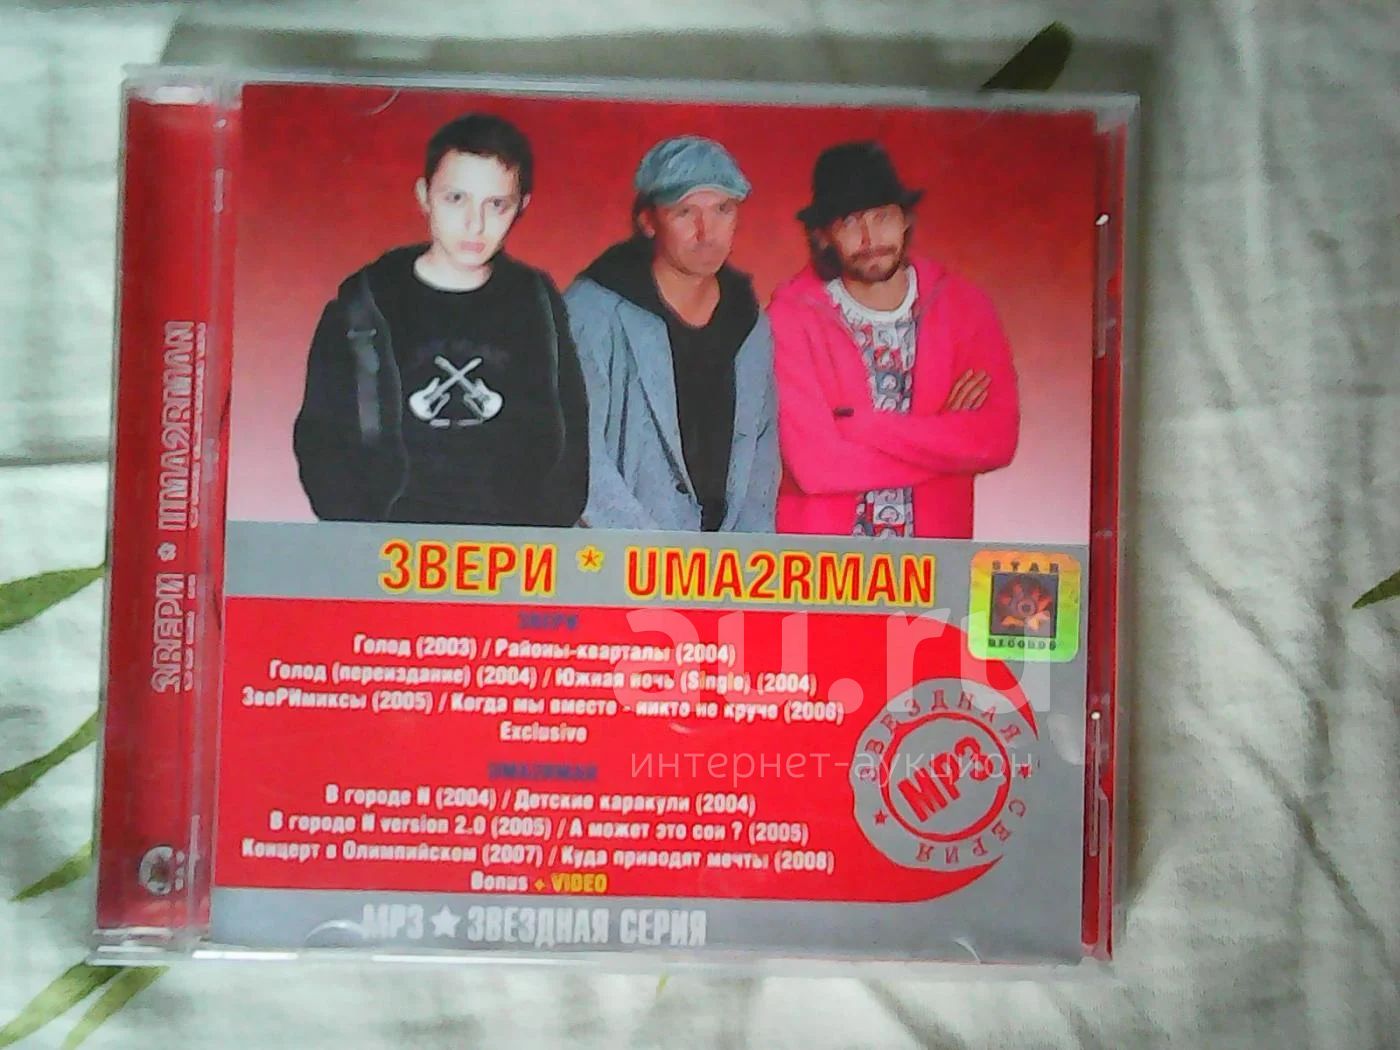 ЗВЕРИ * UMA2RMAN
ЗВЕРИ * UMA2RMAN
STAR
RECORDS
ЗВЕРИ
Голод (2003) / Районы-кварталы (2004)
Голод (переиздание) (2004) / Южная ночь (Single) (2004)
ЗвеРИмиксы (2005) / Когда мы вместе - никто не круче (2006)
Exclusive
UMA2RMAN
В городе N (2004) / Детские каракули (2004)
В городе N version 2.0 (2005) / А может это сон ? (2005)
Концерт в Олимпийском (2007) / Куда приводят мечты (2008)
Bonus + VIDEO
ЗВЕЗДНАЯ ★ СЕРИЯ ★
MP3
MP3 ★ ЗВЕЗДНАЯ СЕРИЯ
au.ru
интернет-аукцион